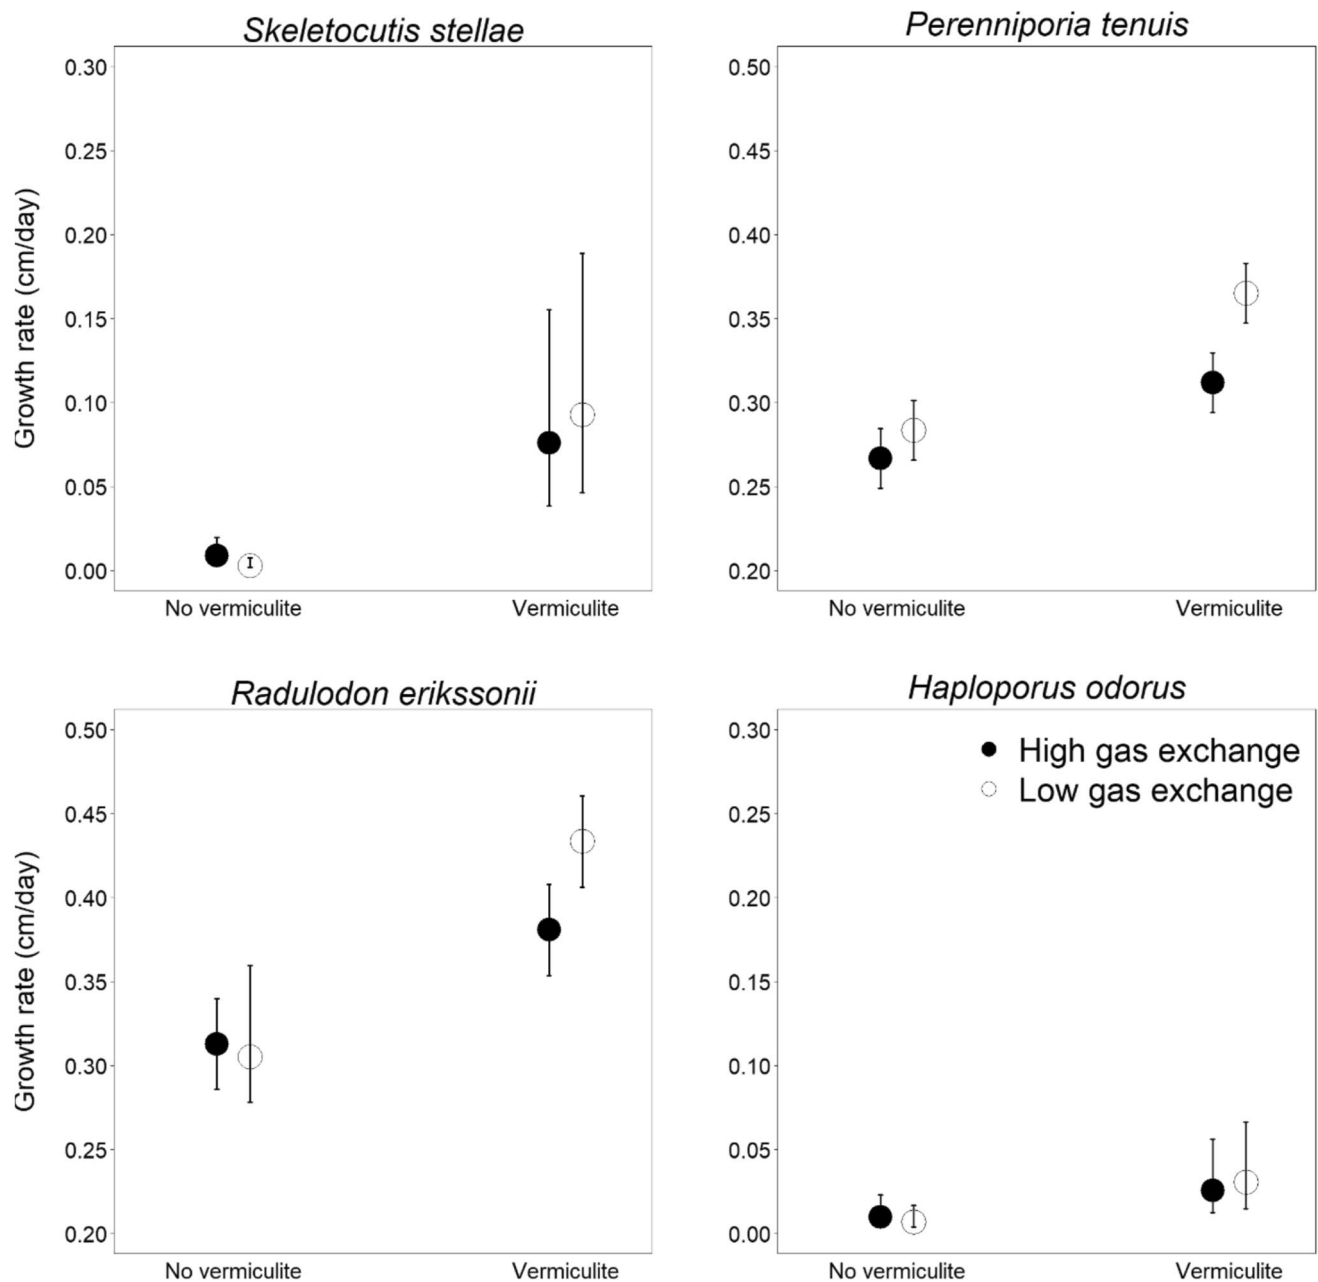 Skeletocutis stellae
Growth rate (cm/day)
0.30
0.25
0.20
0.15
0.10
0.05
0.00
No vermiculite
Vermiculite
Perenniporia tenuis
0.50
0.45
0.40
0.35
0.30
0.25
0.20
No vermiculite
Vermiculite
Radulodon erikssonii
Growth rate (cm/day)
0.50
0.45
0.40
0.35
0.30
0.25
0.20
No vermiculite
Vermiculite
Haploporus odorus
High gas exchange
Low gas exchange
0.30
0.25
0.20
0.15
0.10
0.05
0.00
No vermiculite
Vermiculite